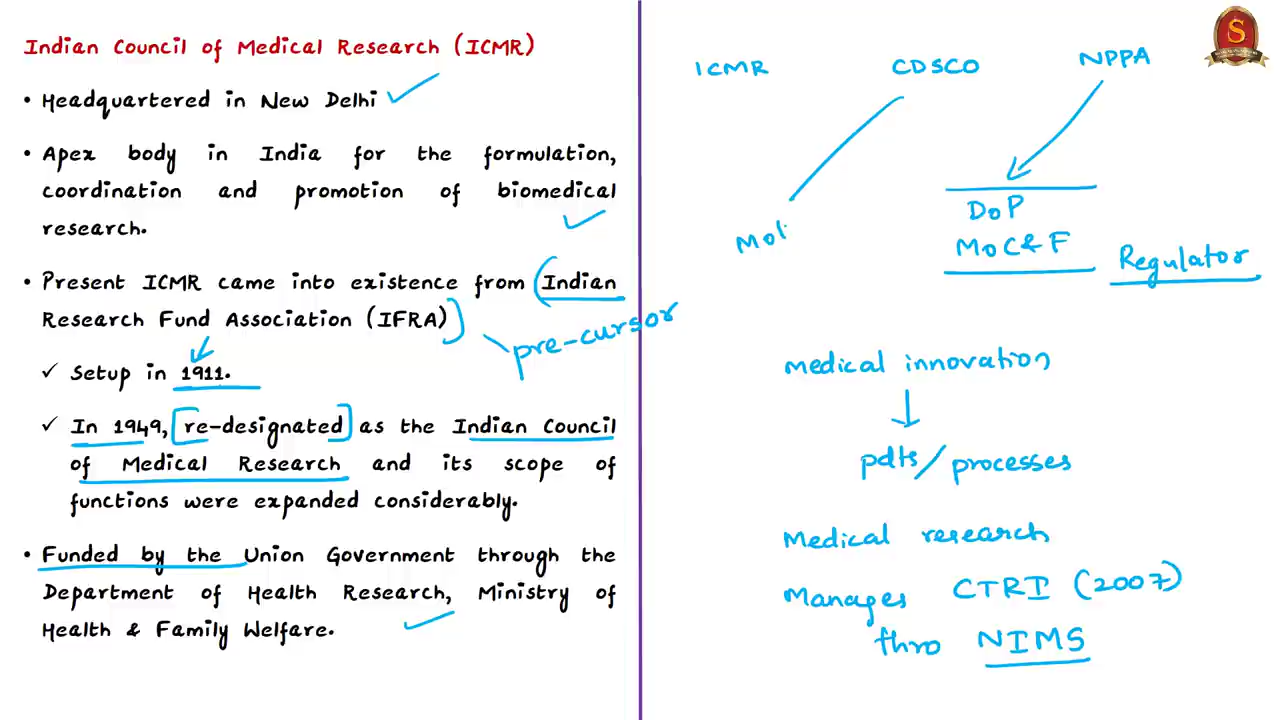 Indian Council of Medical Research (ICMR)
• Headquartered in New Delhi
• Apex body in India for the formulation,
coordination and promotion of biomedical
research.
• Present ICMR came into existence from Indian
Research Fund Association (IFRA)
pre-cursor
✓ Setup in 1911.
✓ In 1949, re-designated as the Indian Council
of Medical Research and its scope of
functions were expanded considerably.
• Funded by the Union Government through the
Department of Health Research, Ministry of
Health & Family Welfare.
ICMR CDSCO NPPA
DoP
MoC&F
Regulator
Medical innovation
pdts/processes
Medical research
Manages CTRI (2007)
thro NIMS
S